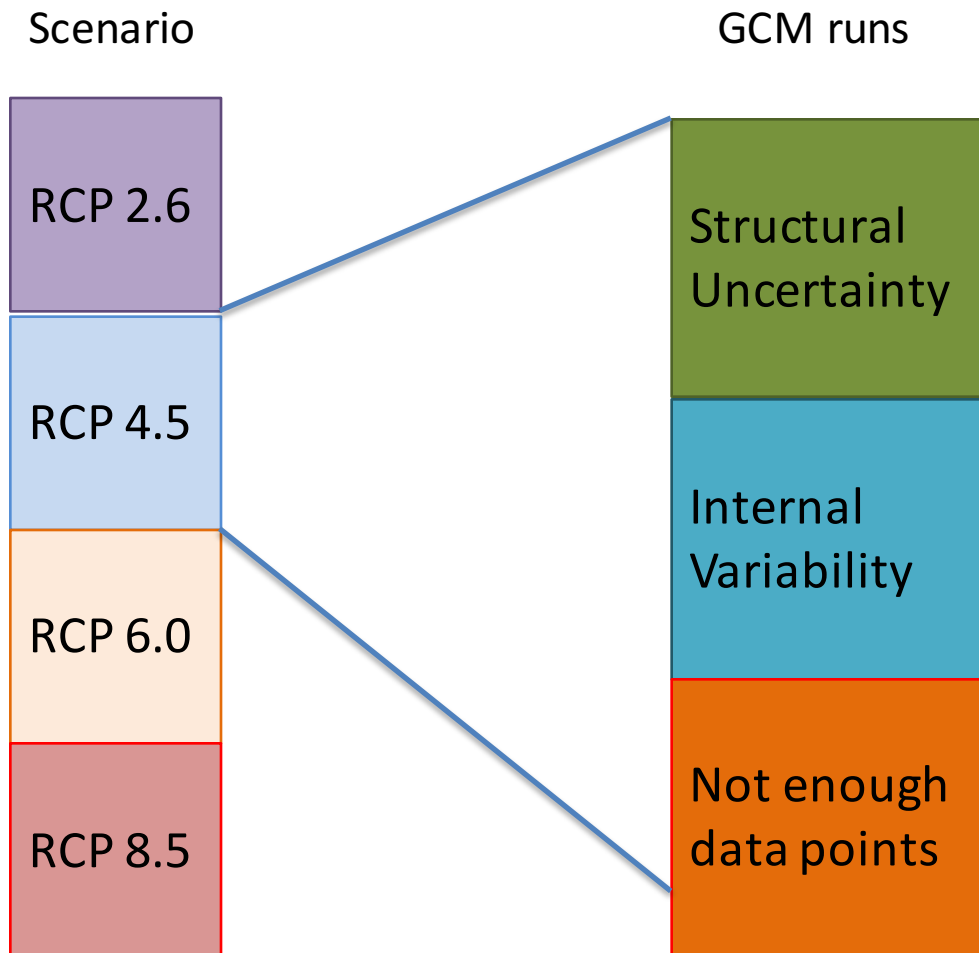 Scenario
GCM runs
RCP 2.6
RCP 4.5
RCP 6.0
RCP 8.5
Structural
Uncertainty
Internal
Variability
Not enough
data points